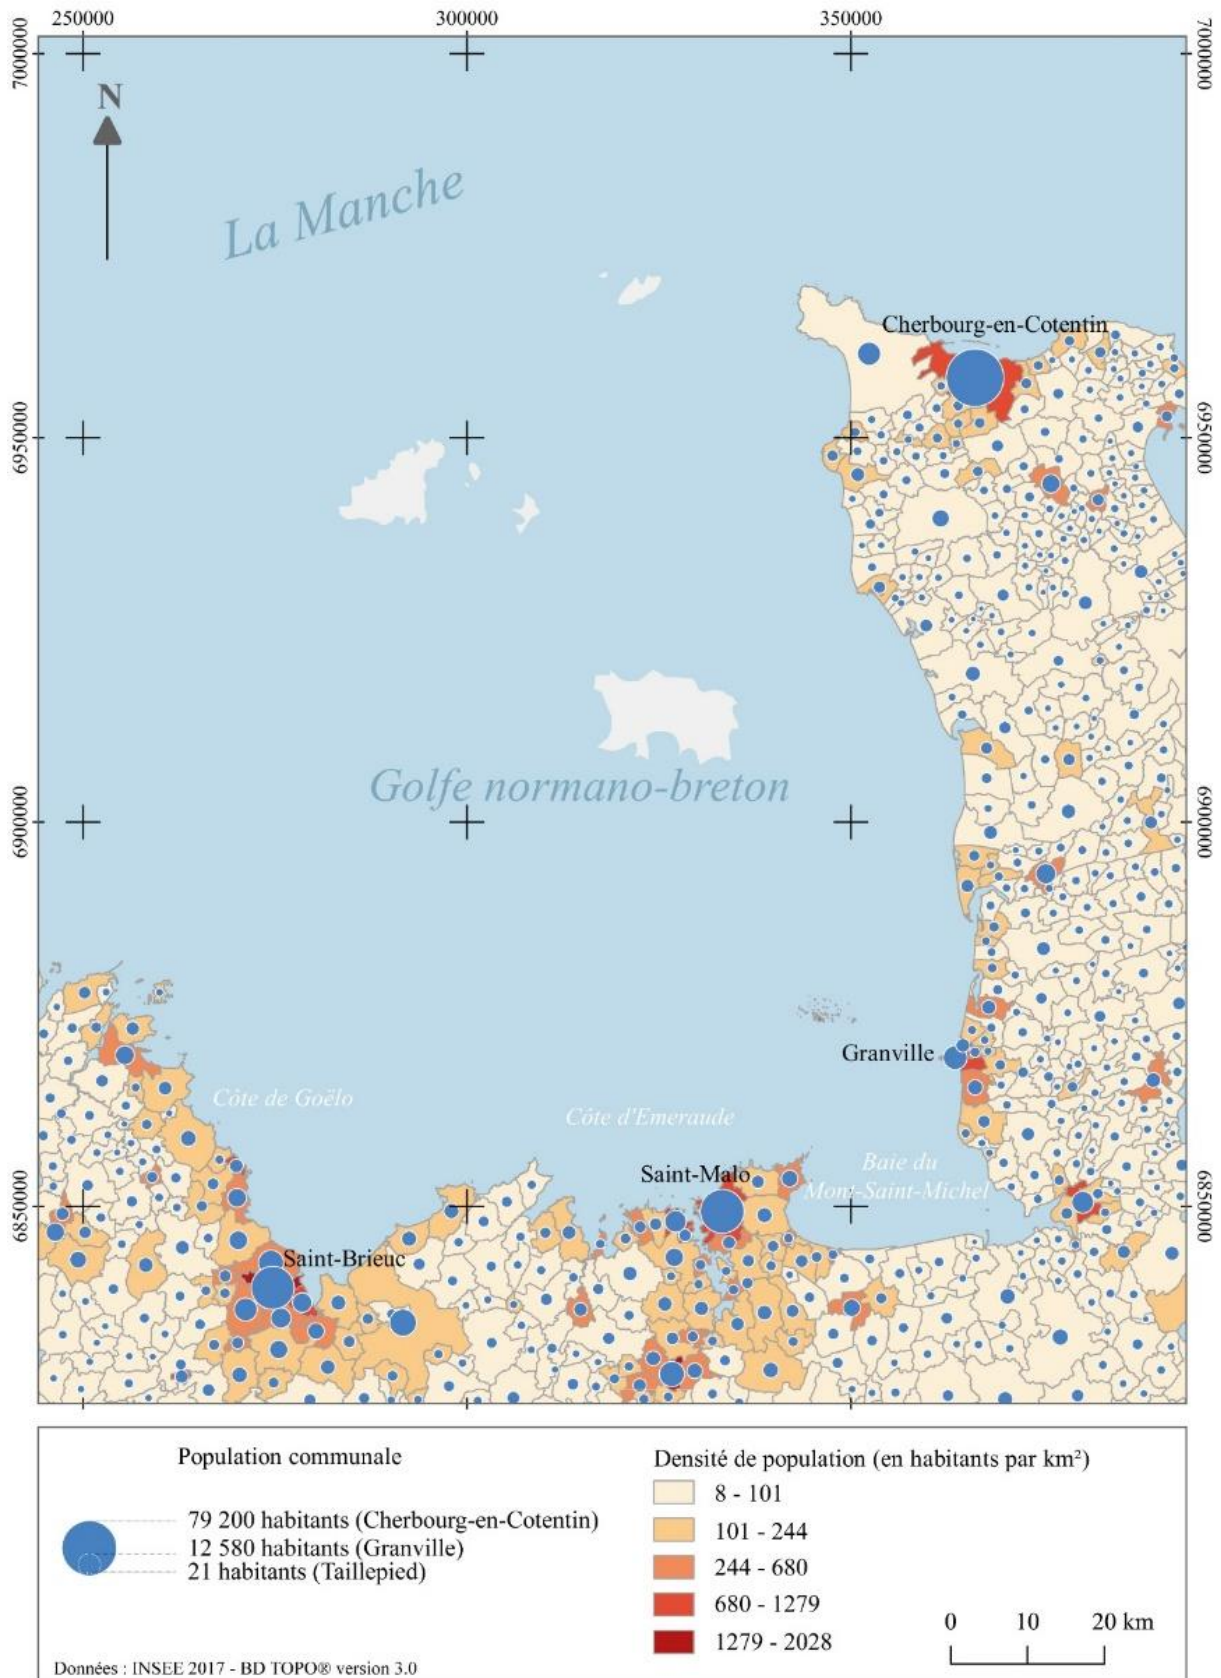 250000
300000
350000
7000000
7000000
N
La Manche
Cherbourg-en-Cotentin
6950000
6950000
Golfe normano-breton
6900000
6900000
Granville
Côte de Goëlo
Côte d'Emeraude
Saint-Malo
Baie du
Mont-Saint-Michel
6850000
6850000
Saint-Brieuc
Population communale
79 200 habitants (Cherbourg-en-Cotentin)
12 580 habitants (Granville)
21 habitants (Taillepied)
Densité de population (en habitants par km²)
8 - 101
101 - 244
244 - 680
680 - 1279
1279 - 2028
0 10 20 km
Données : INSEE 2017 - BD TOPO® version 3.0